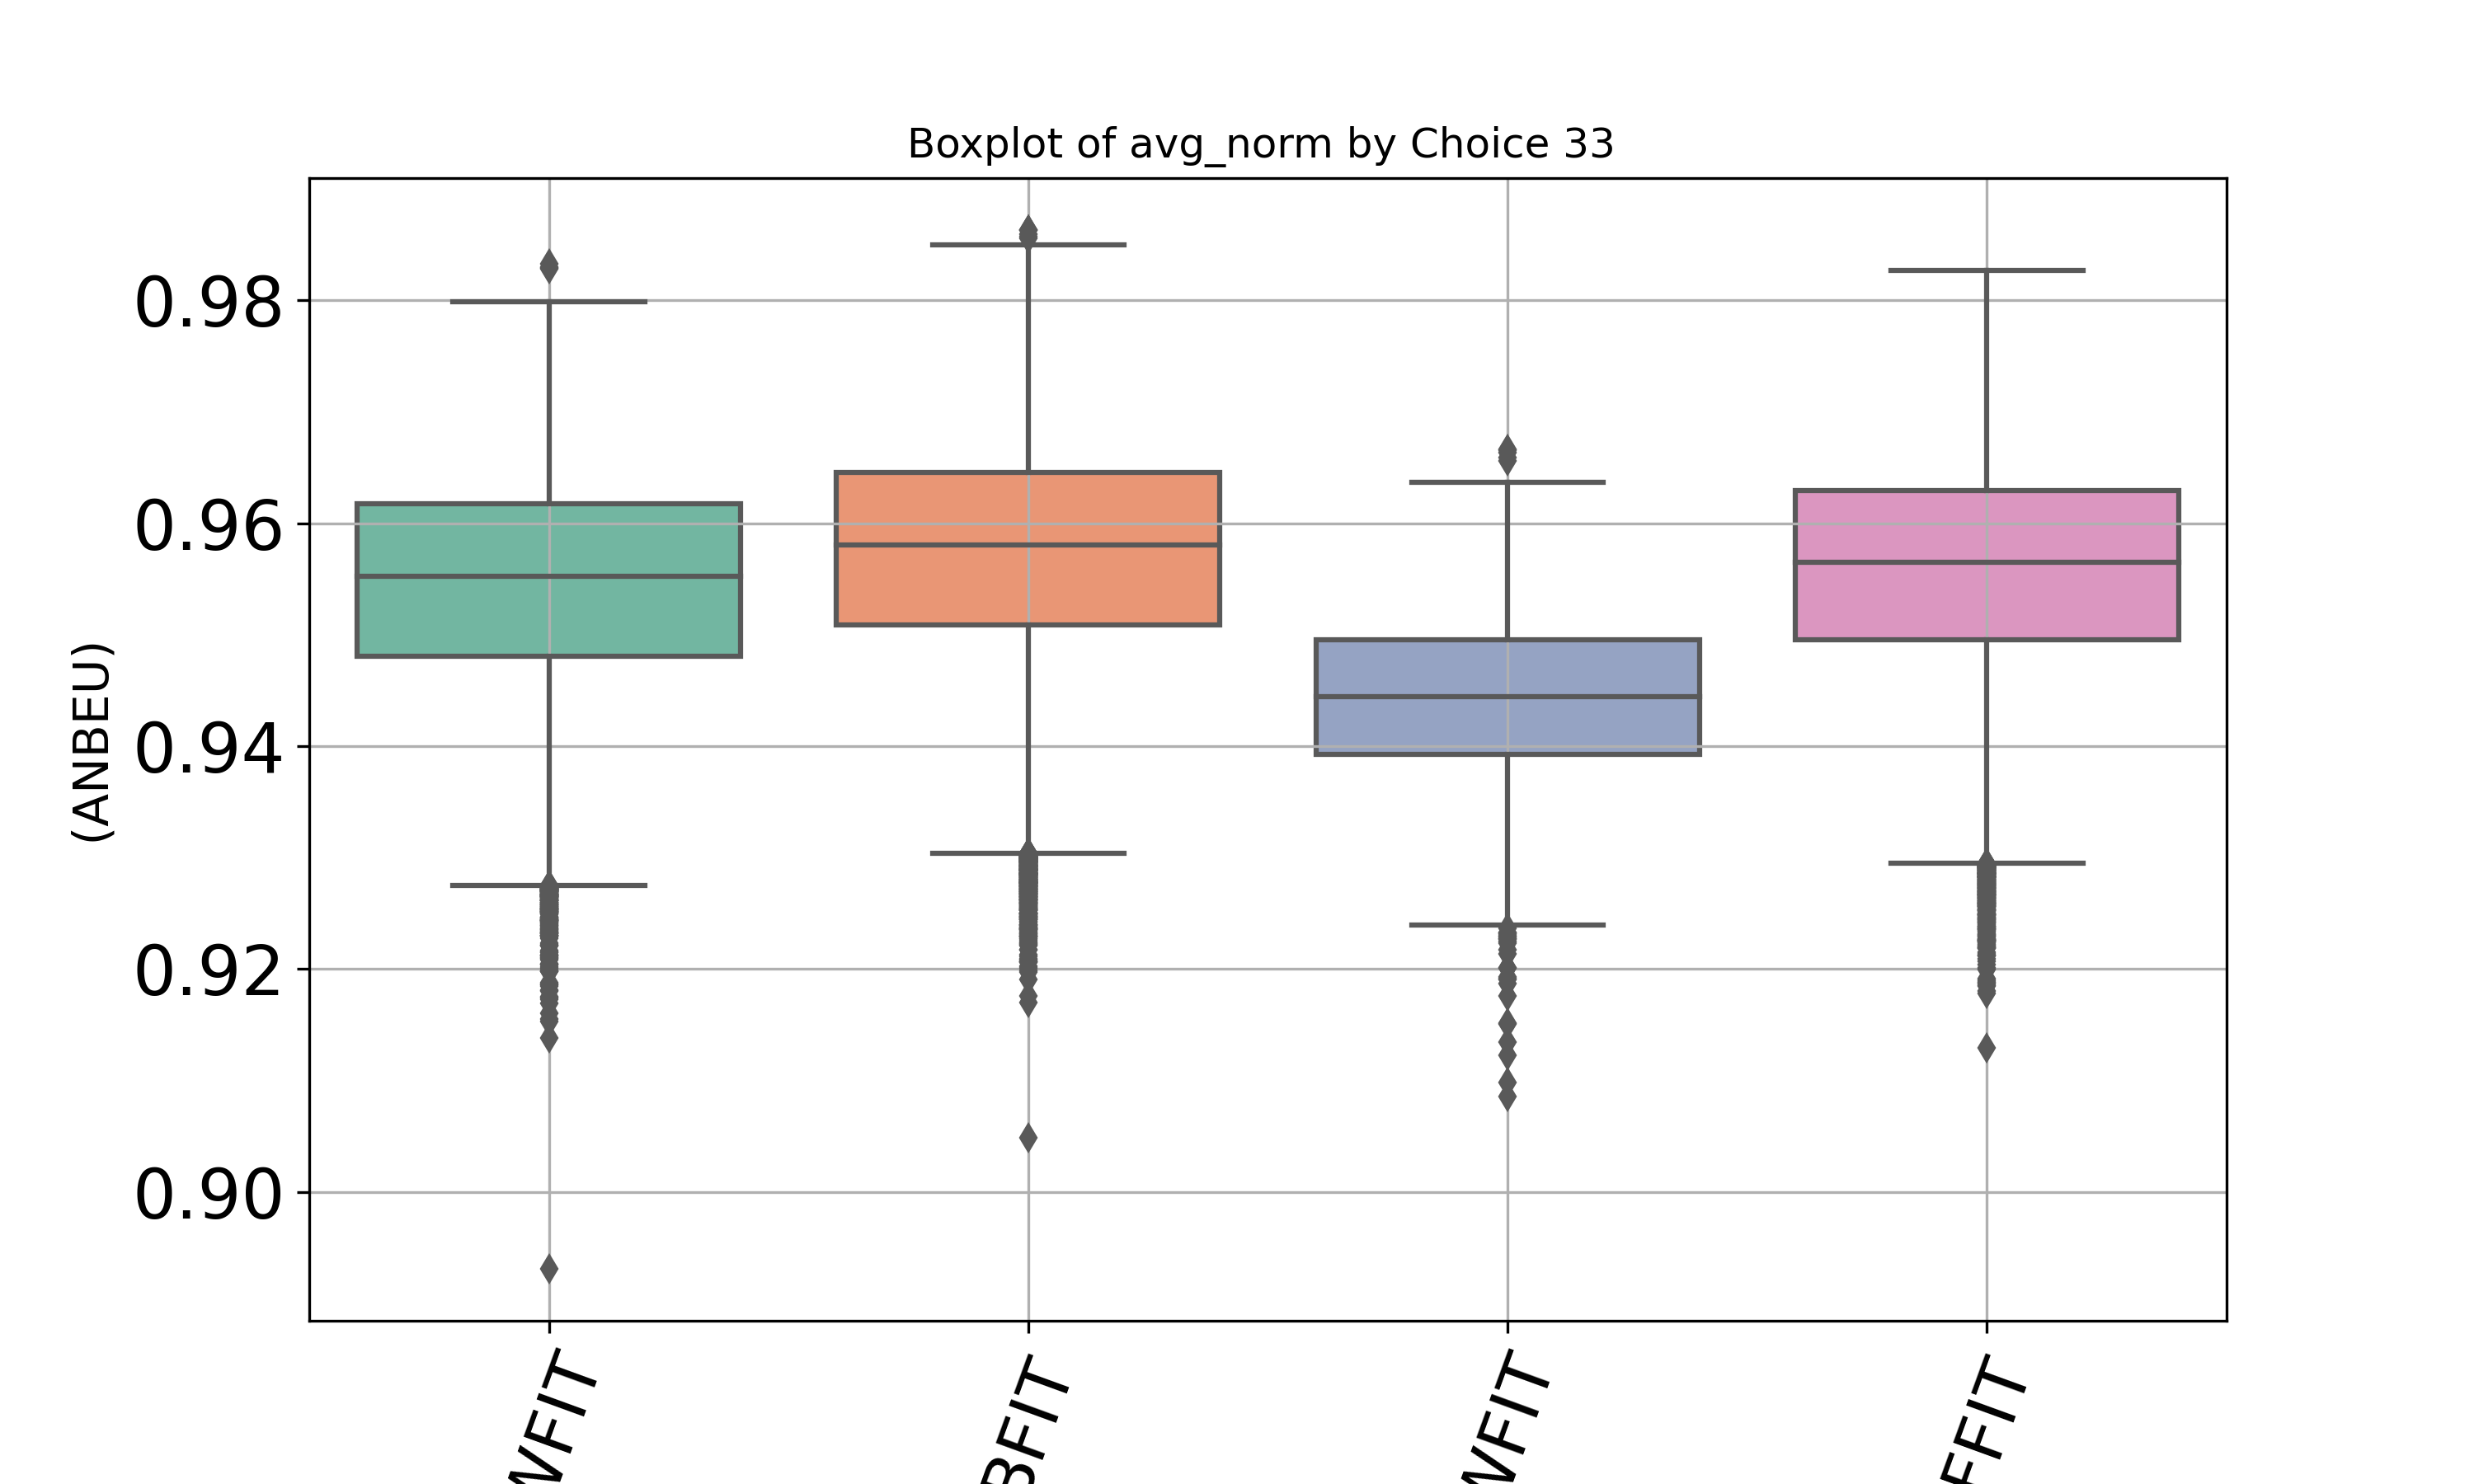 Boxplot of avg_norm by Choice 33
0.98
0.96
0.94
0.92
0.90
(ANBEU)
WFIT
BFIT
WFIT
FFIT